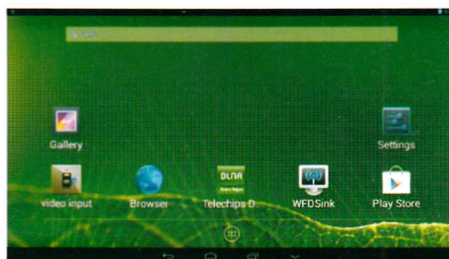 Gallery
Settings
DLNA
video input
Browser
Telechips D
WFDSink
Play Store